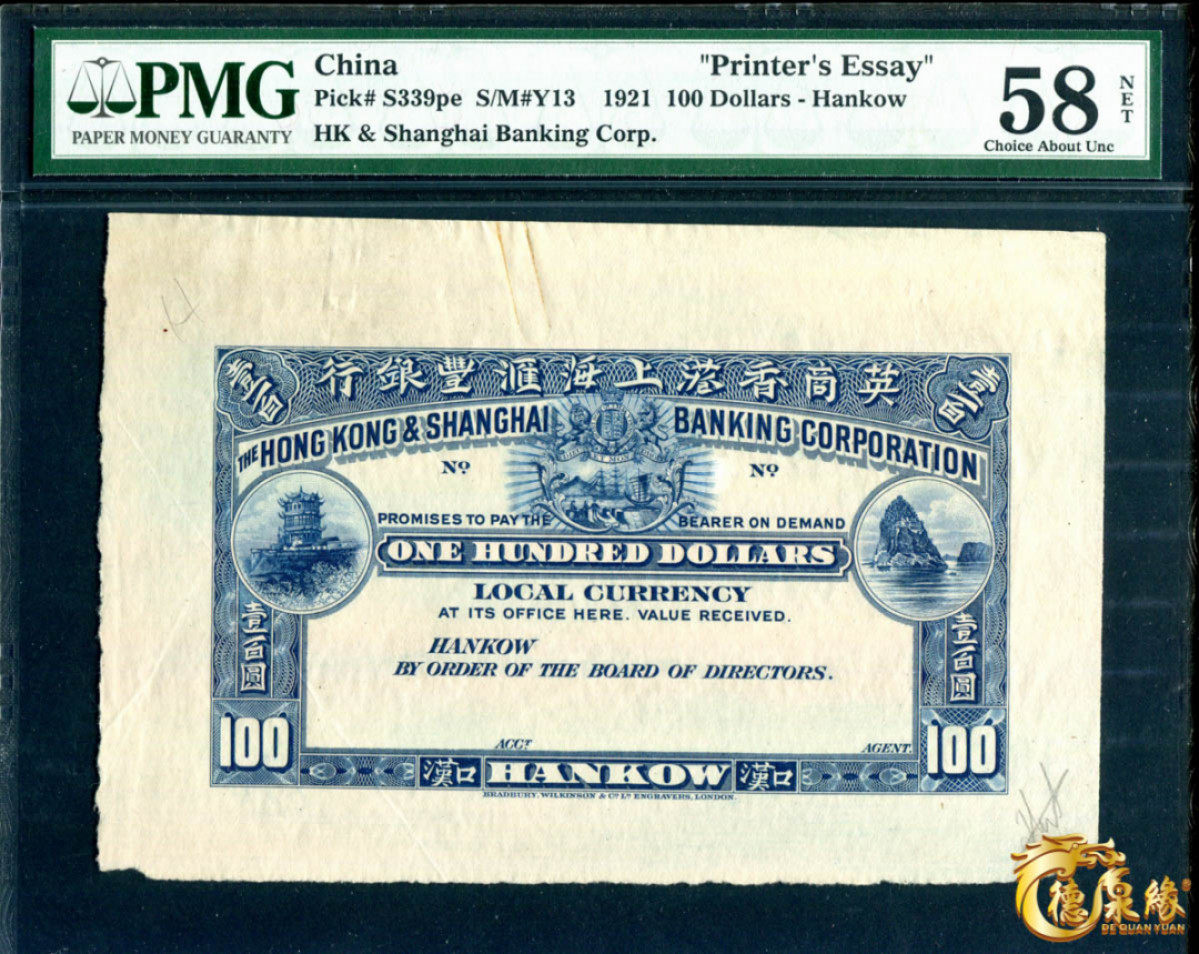 PMG
PAPER MONEY GUARANTY
China
"Printer's Essay"
Pick# S339pe S/M#Y13 1921 100 Dollars - Hankow
HK & Shanghai Banking Corp.
58
NET
Choice About Unc
行銀豐滙海上港香商英
壹百
壹百
THE HONG KONG & SHANGHAI BANKING CORPORATION
Nº Nº
PROMISES TO PAY THE BEARER ON DEMAND
ONE HUNDRED DOLLARS
LOCAL CURRENCY
AT ITS OFFICE HERE. VALUE RECEIVED.
HANKOW
BY ORDER OF THE BOARD OF DIRECTORS.
壹百圓
壹百圓
100 100
ACCT. AGENT.
漢口 HANKOW 漢口
BRADBURY, WILKINSON & Cº Lᴰ ENGRAVERS, LONDON.
德泉緣
DE QUAN YUAN